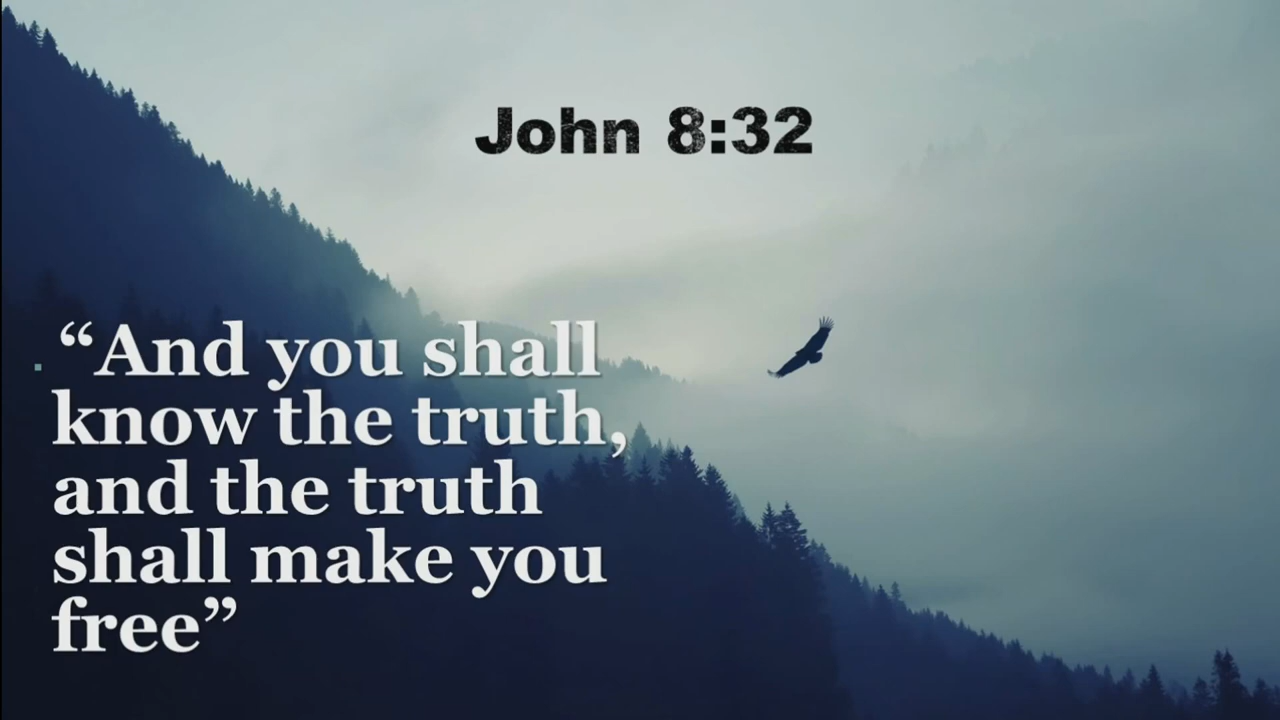 John 8:32
“And you shall
know the truth,
and the truth
shall make you
free”